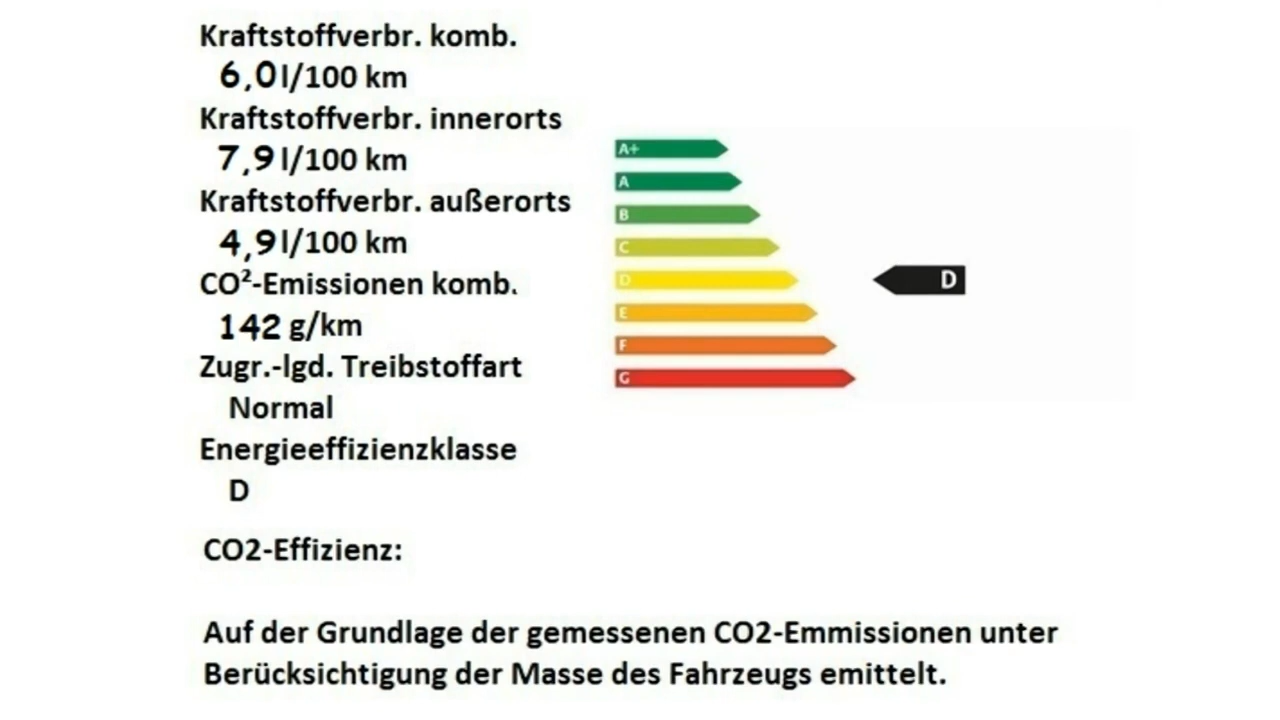 Kraftstoffverbr. komb.
6,0 l/100 km
Kraftstoffverbr. innerorts
7,9 l/100 km
Kraftstoffverbr. außerorts
4,9 l/100 km
CO²-Emissionen komb.
142 g/km
Zugr.-lgd. Treibstoffart
Normal
Energieeffizienzklasse
D
A+
A
B
C
D
D
E
F
G
CO2-Effizienz:
Auf der Grundlage der gemessenen CO2-Emmissionen unter
Berücksichtigung der Masse des Fahrzeugs emittelt.